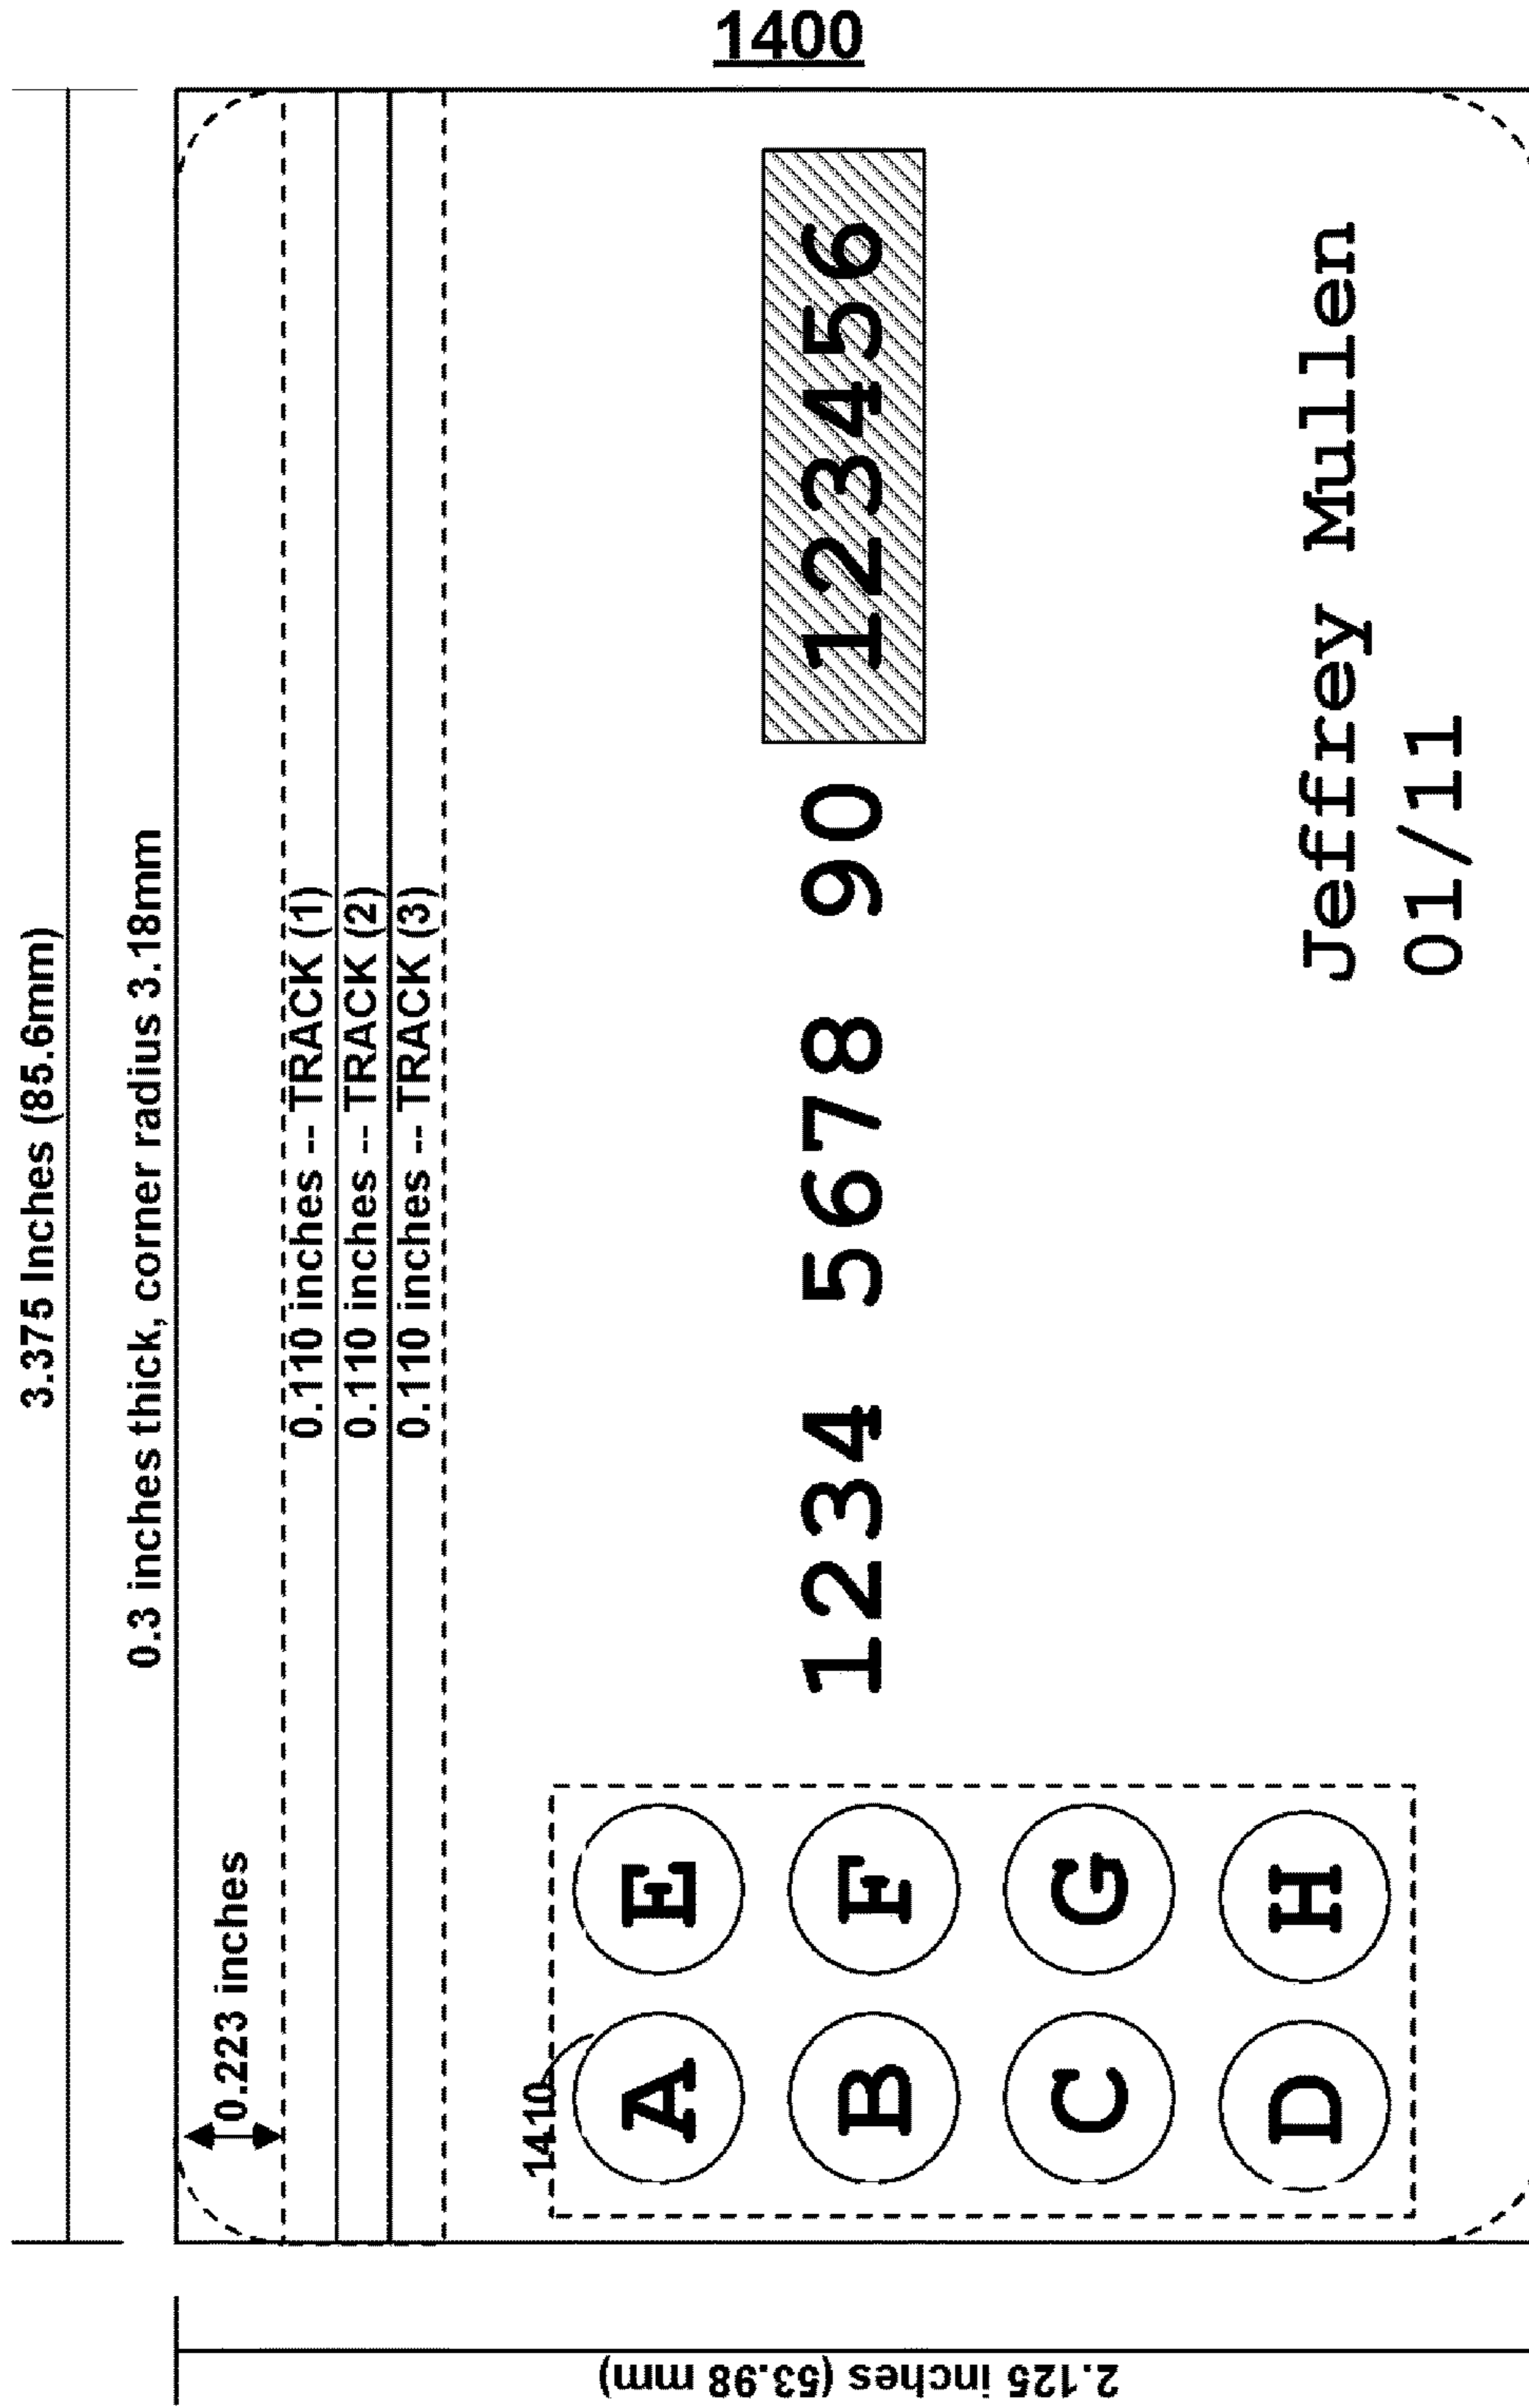 1400
3.375 Inches (85.6mm)
0.3 inches thick, corner radius 3.18mm
0.223 inches
0.110 inches -- TRACK (1)
0.110 inches -- TRACK (2)
0.110 inches -- TRACK (3)
1410
A E
B F
C G
D H
1234 5678 90 123456
Jeffrey Mullen
01/11
2.125 inches (53.98 mm)